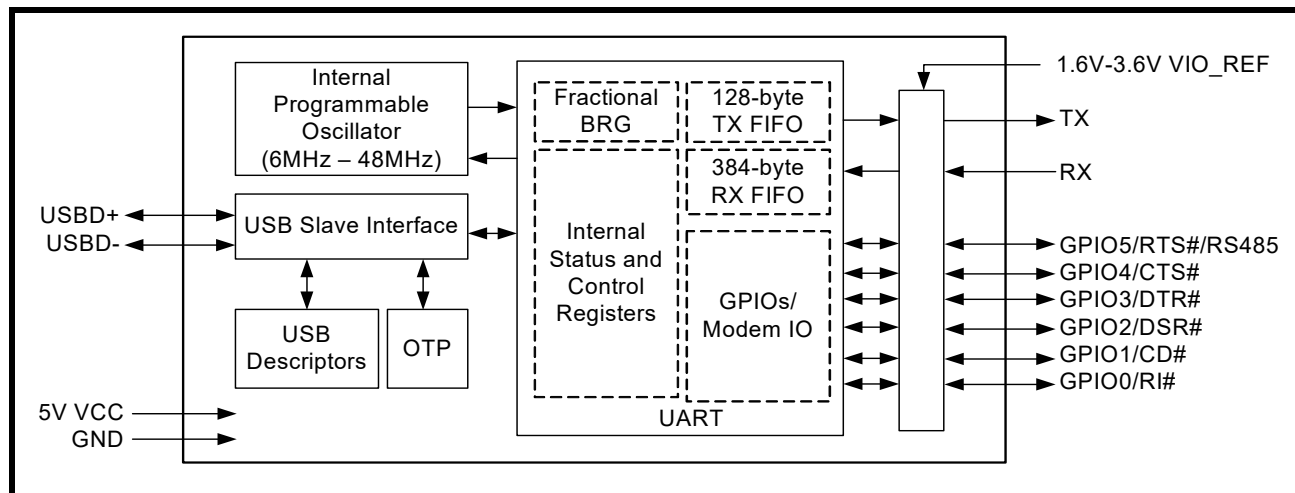 Internal
Programmable
Oscillator
(6MHz – 48MHz)
Fractional
BRG
128-byte
TX FIFO
384-byte
RX FIFO
1.6V-3.6V VIO_REF
TX
RX
USBD+
USBD-
USB Slave Interface
Internal
Status and
Control
Registers
GPIOs/
Modem IO
GPIO5/RTS#/RS485
GPIO4/CTS#
GPIO3/DTR#
GPIO2/DSR#
GPIO1/CD#
GPIO0/RI#
USB
Descriptors
OTP
UART
5V VCC
GND